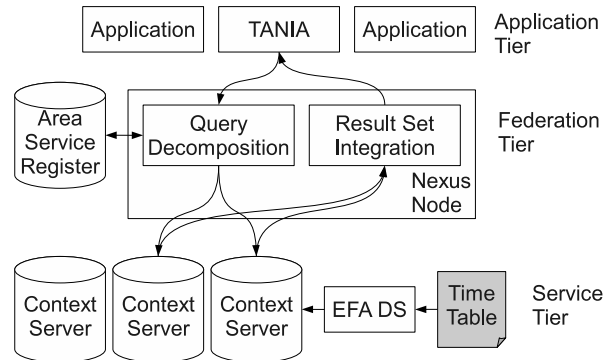 Application
TANIA
Application
Application
Tier
Area
Service
Register
Query
Decomposition
Result Set
Integration
Federation
Tier
Nexus
Node
Context
Server
Context
Server
Context
Server
EFA DS
Time
Table
Service
Tier